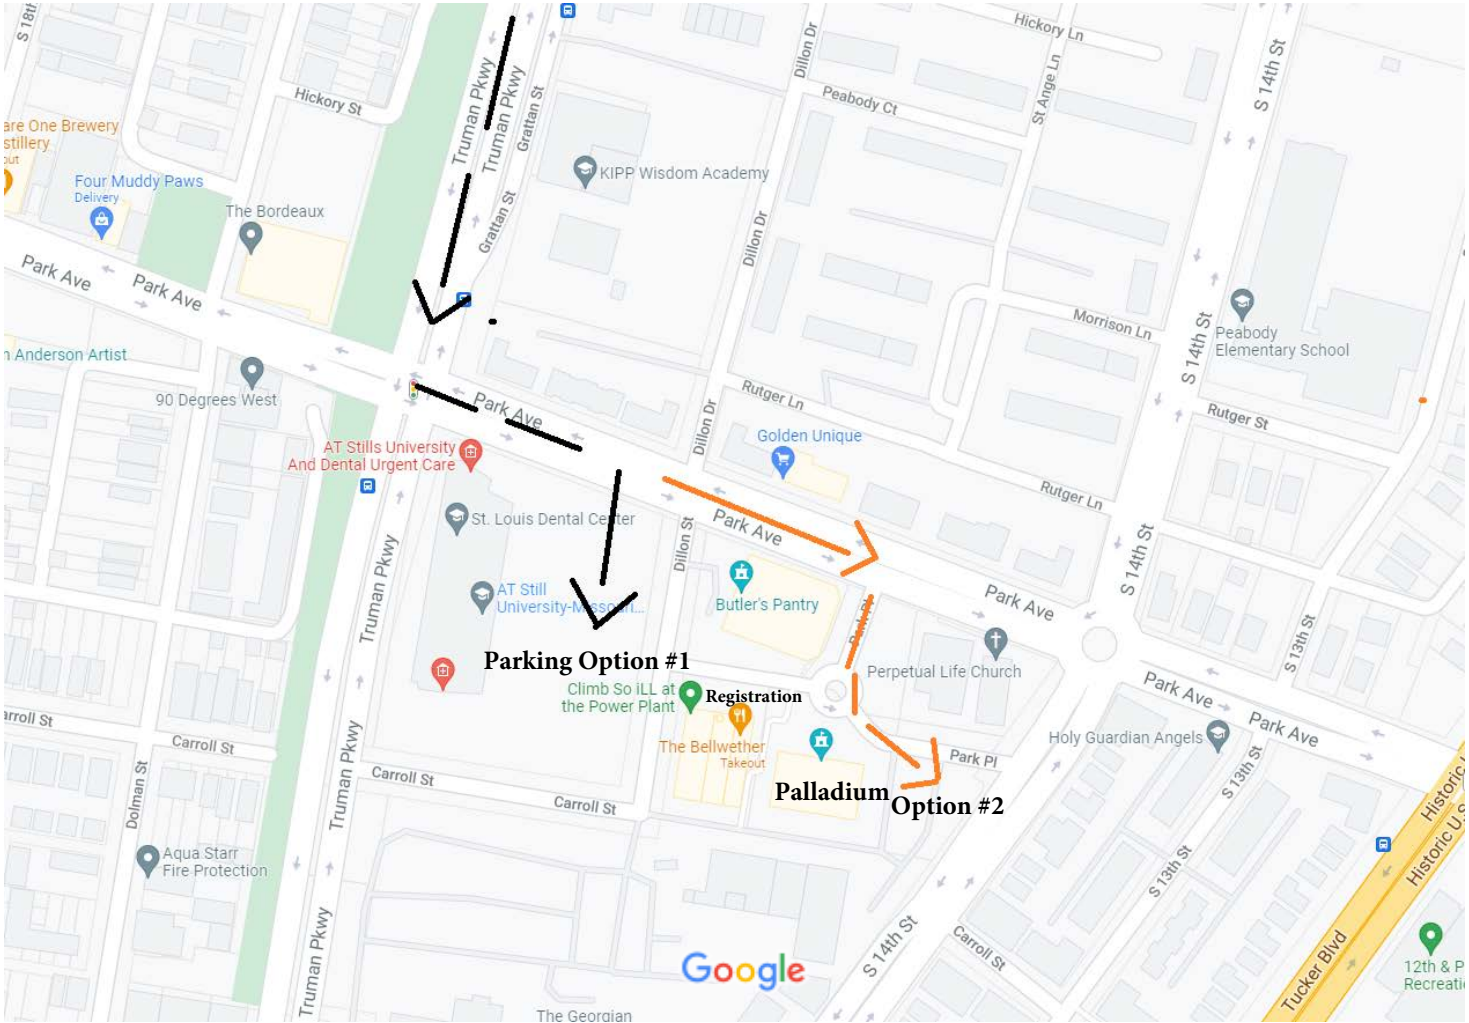 S 18th
Truman Pkwy
Truman Pkwy
Grattan St
Dillon Dr
Hickory Ln
St Ange Ln
S 14th St
Hickory St
Peabody Ct
are One Brewery
stillery
out
Four Muddy Paws
Delivery
The Bordeaux
KIPP Wisdom Academy
Grattan St
Dillon Dr
Park Ave
Park Ave
Morrison Ln
Peabody
Elementary School
S 14th St
n Anderson Artist
90 Degrees West
Park Ave
Dillon Dr
Rutger Ln
Rutger St
Golden Unique
AT Stills University
And Dental Urgent Care
Rutger Ln
St. Louis Dental Center
Dillon St
Park Ave
S 14th St
Truman Pkwy
AT Still
University-Missouri...
Butler's Pantry
Park Pl
Park Ave
S 13th St
Parking Option #1
Perpetual Life Church
Climb So iLL at
the Power Plant
Registration
Park Ave
Park Ave
arroll St
Carroll St
The Bellwether
Takeout
Holy Guardian Angels
Park Pl
S 13th St
Carroll St
Carroll St
Palladium
Option #2
Dolman St
Truman Pkwy
Historic
Historic U.S
Aqua Starr
Fire Protection
S 13th St
Truman Pkwy
Google
S 14th St
Carroll St
Tucker Blvd
12th & P
Recreati
The Georgian